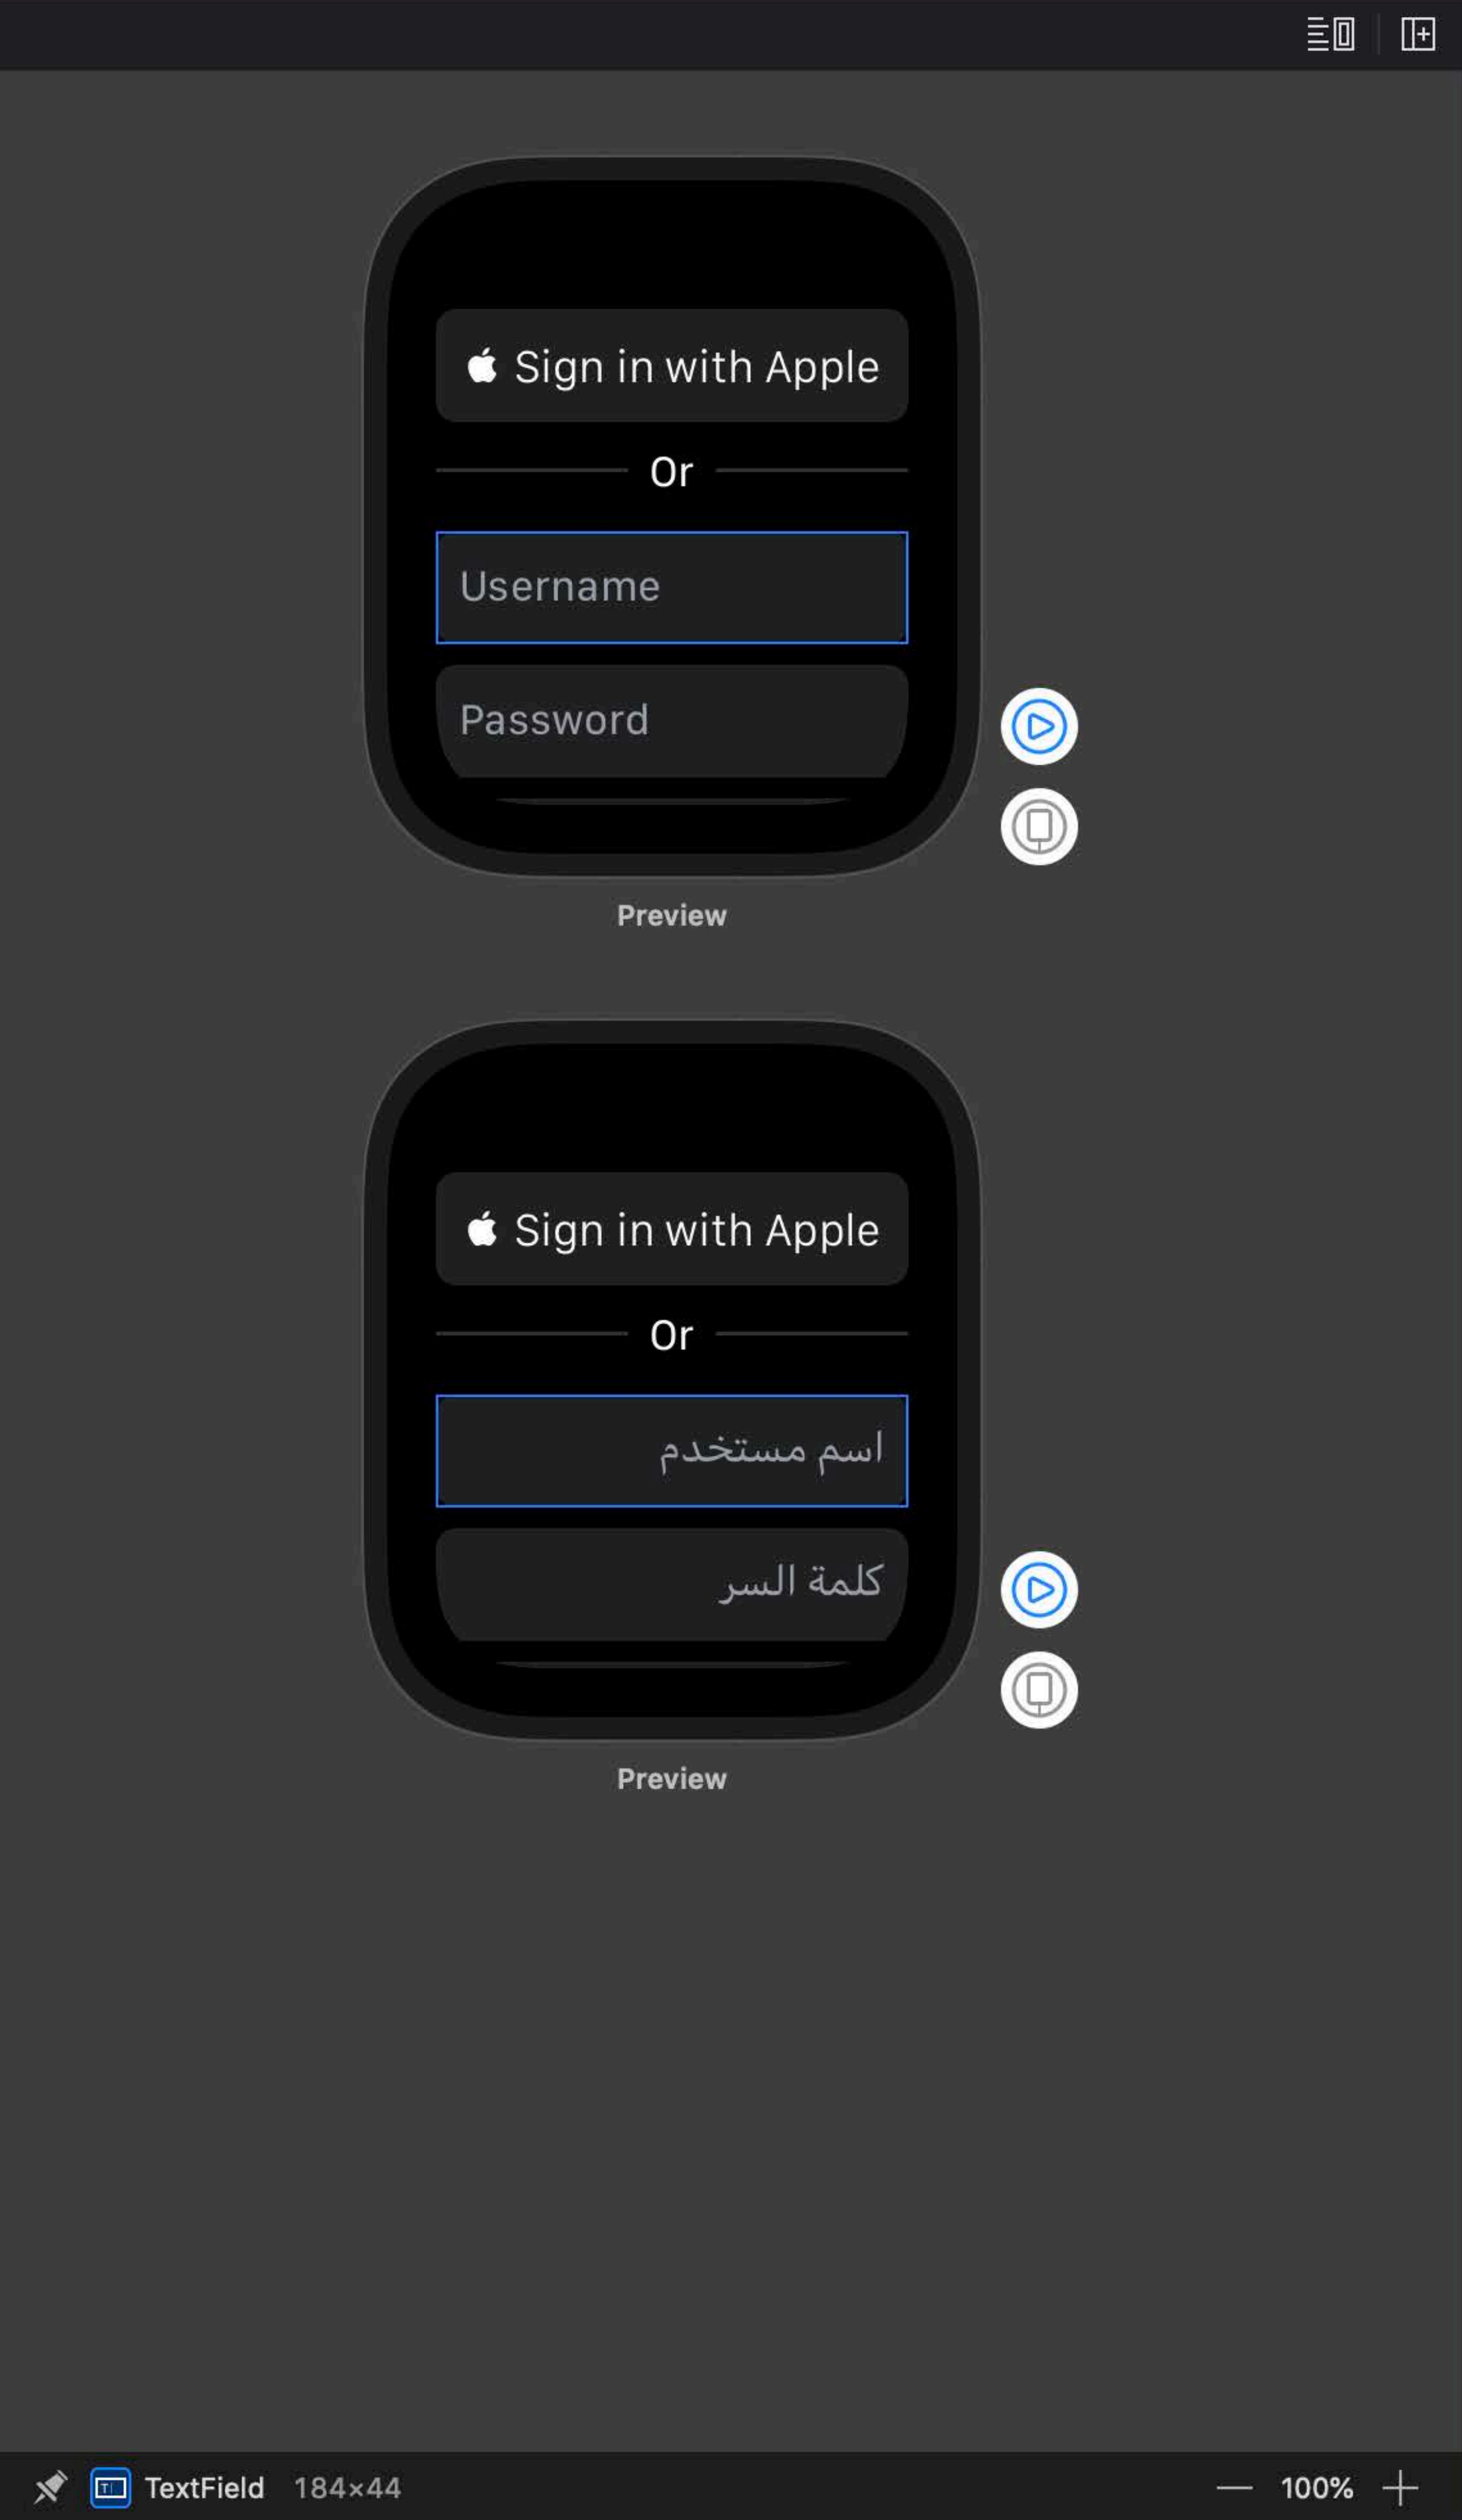 Sign in with Apple
Or
Username
Password
Preview
Sign in with Apple
Or
اسم مستخدم
كلمة السر
Preview
TextField 184×44 100%